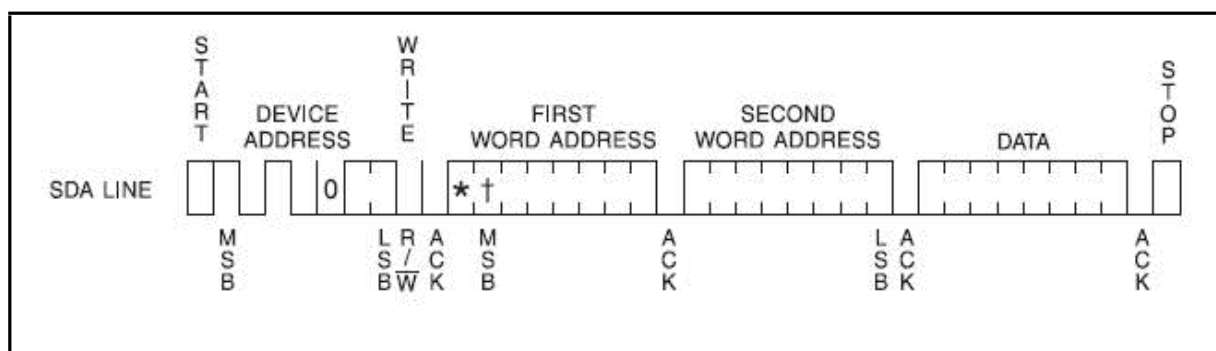 START
WRITE
STOP
DEVICE
ADDRESS
FIRST
WORD ADDRESS
SECOND
WORD ADDRESS
DATA
SDA LINE
0
* †
MSB
LSB
R/W
ACK
MSB
ACK
LSB
ACK
ACK